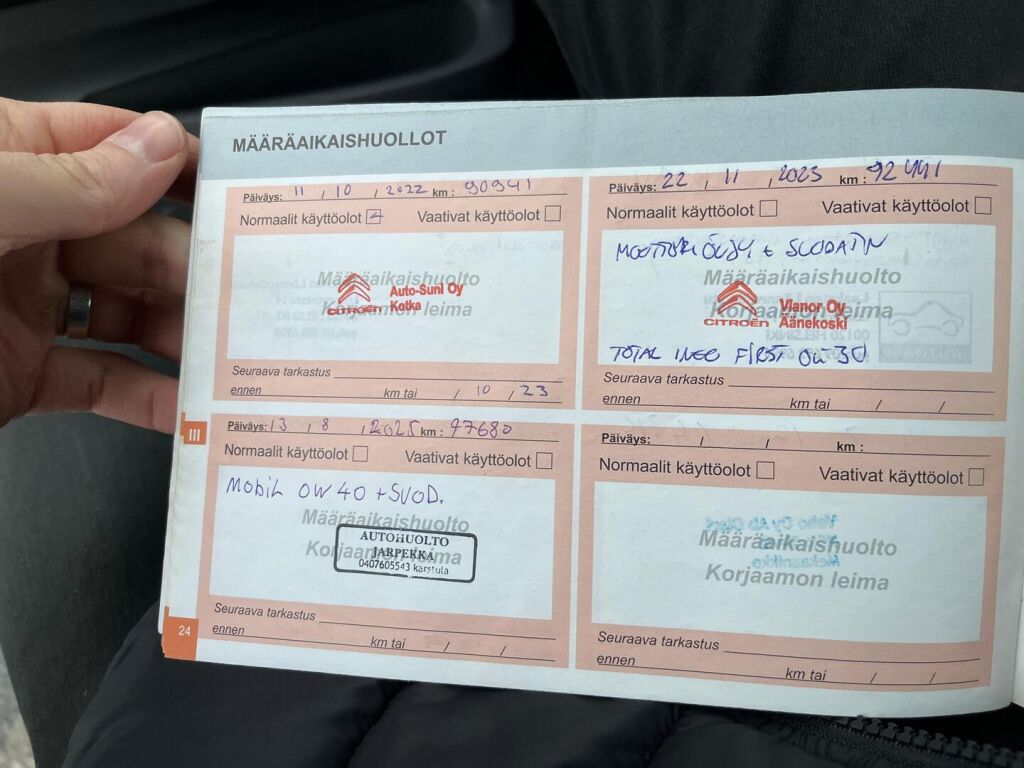 MÄÄRÄAIKAISHUOLLOT
Päiväys: 11 / 10 / 2022 km: 90941
Normaalit käyttöolot Vaativat käyttöolot
Määräaikaishuolto
Korjaamon leima
CITROËN Auto-Suni Oy
Kotka
Seuraava tarkastus
ennen km tai / 10 / 23
Päiväys: 22 / 11 / 2023 km: 92441
Normaalit käyttöolot Vaativat käyttöolot
MOOTTORIÖLJY + SUODATIN
Määräaikaishuolto
Korjaamon leima
CITROËN Vianor Oy
Äänekoski
TOTAL INEO FIRST 0W30
Seuraava tarkastus
ennen km tai / /
III
Päiväys: 13 / 8 / 2025 km: 97680
Normaalit käyttöolot Vaativat käyttöolot
MOBIL 0W40 + SUOD.
Määräaikaishuolto
Korjaamon leima
AUTOHUOLTO
JARPEKKA
0407605543 karstula
Seuraava tarkastus
ennen km tai / /
Päiväys: / / km:
Normaalit käyttöolot Vaativat käyttöolot
Määräaikaishuolto
Korjaamon leima
Seuraava tarkastus
ennen km tai / /
24